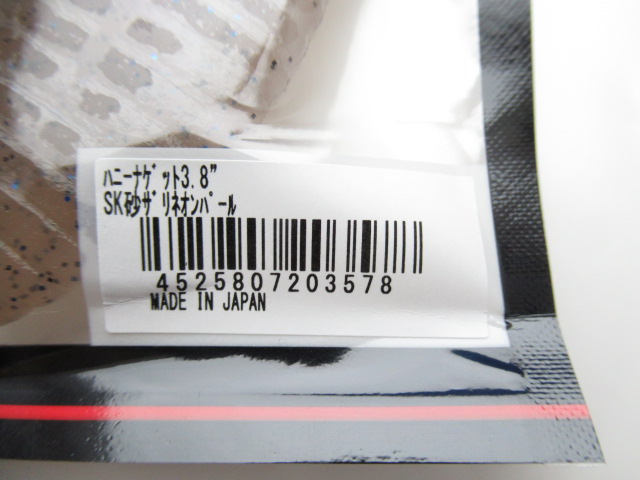 ﾊﾆｰﾅｹﾞｯﾄ3.8"
SK砂ｻﾞﾘﾈｵﾝﾊﾟｰﾙ
4525807203578
MADE IN JAPAN